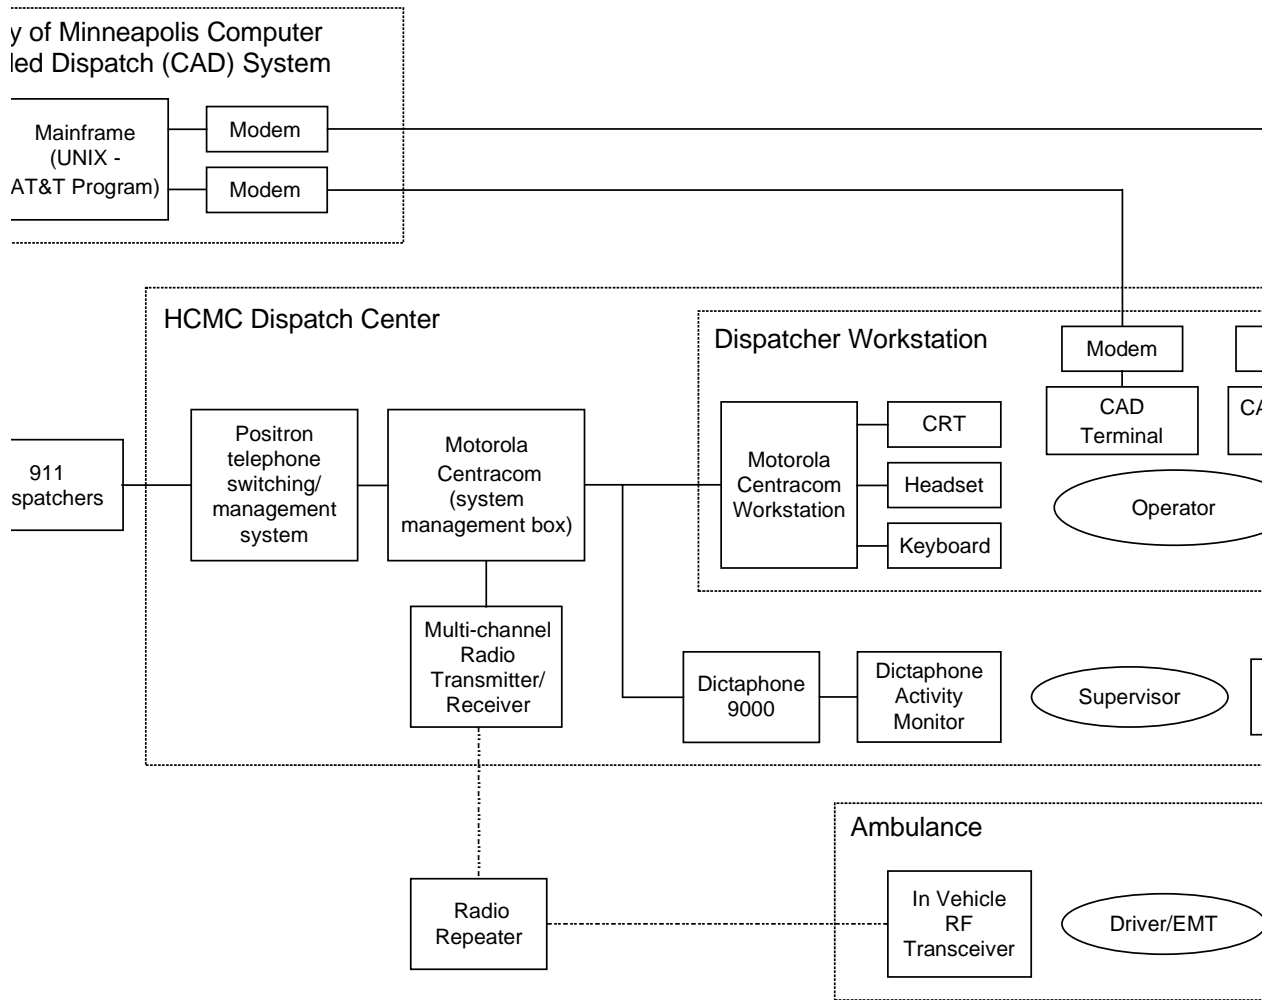 y of Minneapolis Computer
led Dispatch (CAD) System
Mainframe
(UNIX -
AT&T Program)
Modem
Modem
HCMC Dispatch Center
Dispatcher Workstation
Modem
CAD
Terminal
CA
Positron
telephone
switching/
management
system
Motorola
Centracom
(system
management box)
Motorola
Centracom
Workstation
CRT
Headset
Keyboard
Operator
911
spatchers
Multi-channel
Radio
Transmitter/
Receiver
Dictaphone
9000
Dictaphone
Activity
Monitor
Supervisor
Ambulance
Radio
Repeater
In Vehicle
RF
Transceiver
Driver/EMT